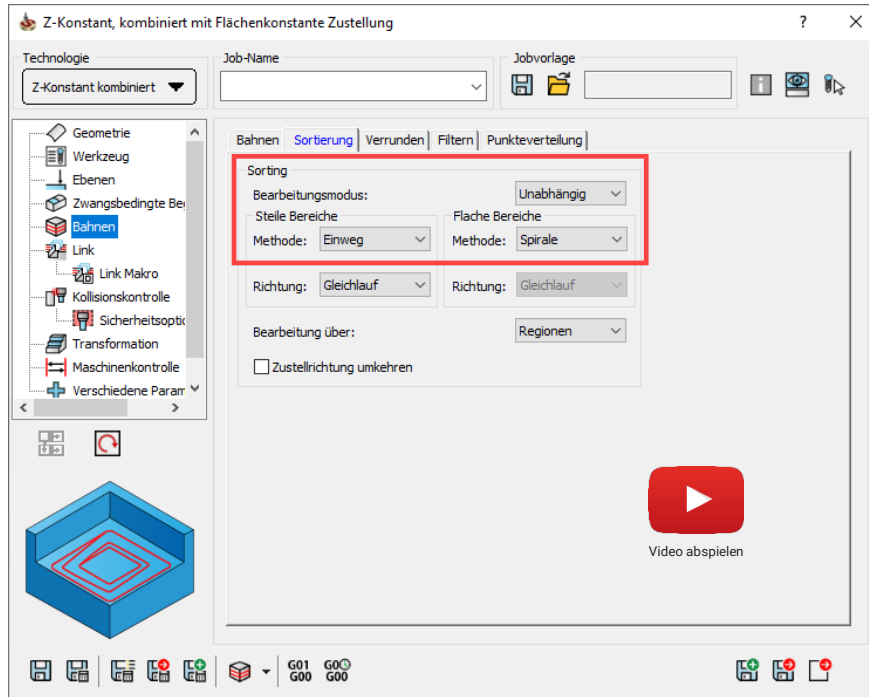 Z-Konstant, kombiniert mit Flächenkonstante Zustellung
?
Technologie
Z-Konstant kombiniert
Job-Name
Jobvorlage
Geometrie
Werkzeug
Ebenen
Zwangsbedingte Be
Bahnen
Link
Link Makro
Kollisionskontrolle
Sicherheitsoptio
Transformation
Maschinenkontrolle
Verschiedene Param
Bahnen Sortierung Verrunden Filtern Punkteverteilung
Sorting
Bearbeitungsmodus: Unabhängig
Steile Bereiche Flache Bereiche
Methode: Einweg Methode: Spirale
Richtung: Gleichlauf Richtung: Gleichlauf
Bearbeitung über: Regionen
Zustellrichtung umkehren
Video abspielen
G01 G00
G00 G00